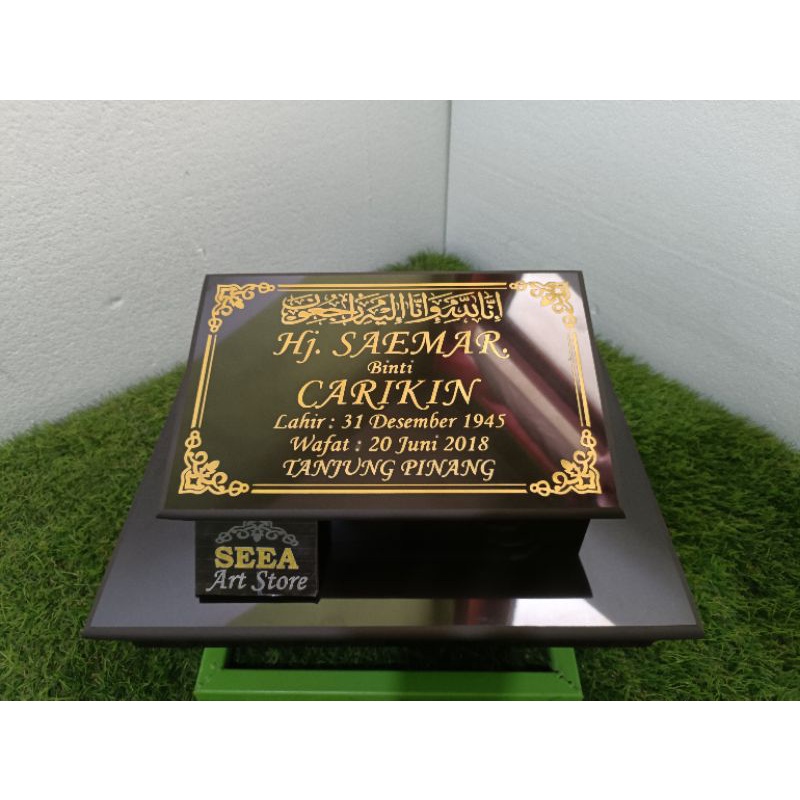 إنا لله وإنا إليه راجعون
Hj. SAEMAR.
Binti
CARIKIN
Lahir : 31 Desember 1945
Wafat : 20 Juni 2018
TANJUNG PINANG
SEEA
Art Store